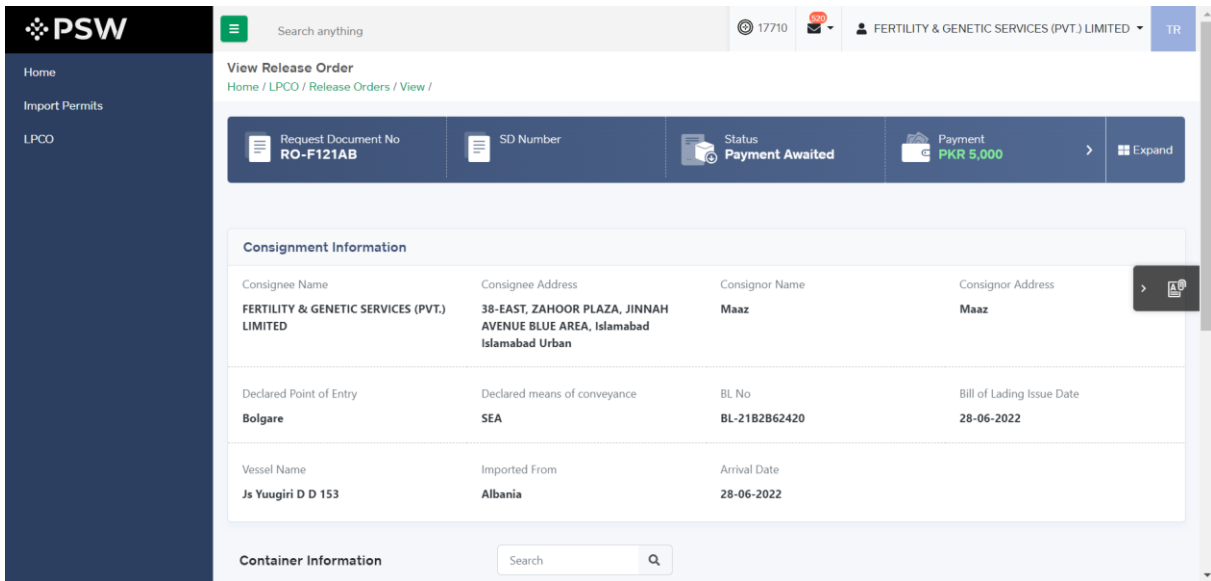 PSW
Search anything
17710
520
FERTILITY & GENETIC SERVICES (PVT.) LIMITED
TR
Home
Import Permits
LPCO
View Release Order
Home / LPCO / Release Orders / View /
Request Document No
RO-F121AB
SD Number
Status
Payment Awaited
Payment
PKR 5,000
Expand
Consignment Information
Consignee Name
FERTILITY & GENETIC SERVICES (PVT.)
LIMITED
Consignee Address
38-EAST, ZAHOOR PLAZA, JINNAH
AVENUE BLUE AREA, Islamabad
Islamabad Urban
Consignor Name
Maaz
Consignor Address
Maaz
Declared Point of Entry
Bolgare
Declared means of conveyance
SEA
BL No
BL-21B2B62420
Bill of Lading Issue Date
28-06-2022
Vessel Name
Js Yuugiri D D 153
Imported From
Albania
Arrival Date
28-06-2022
Container Information
Search